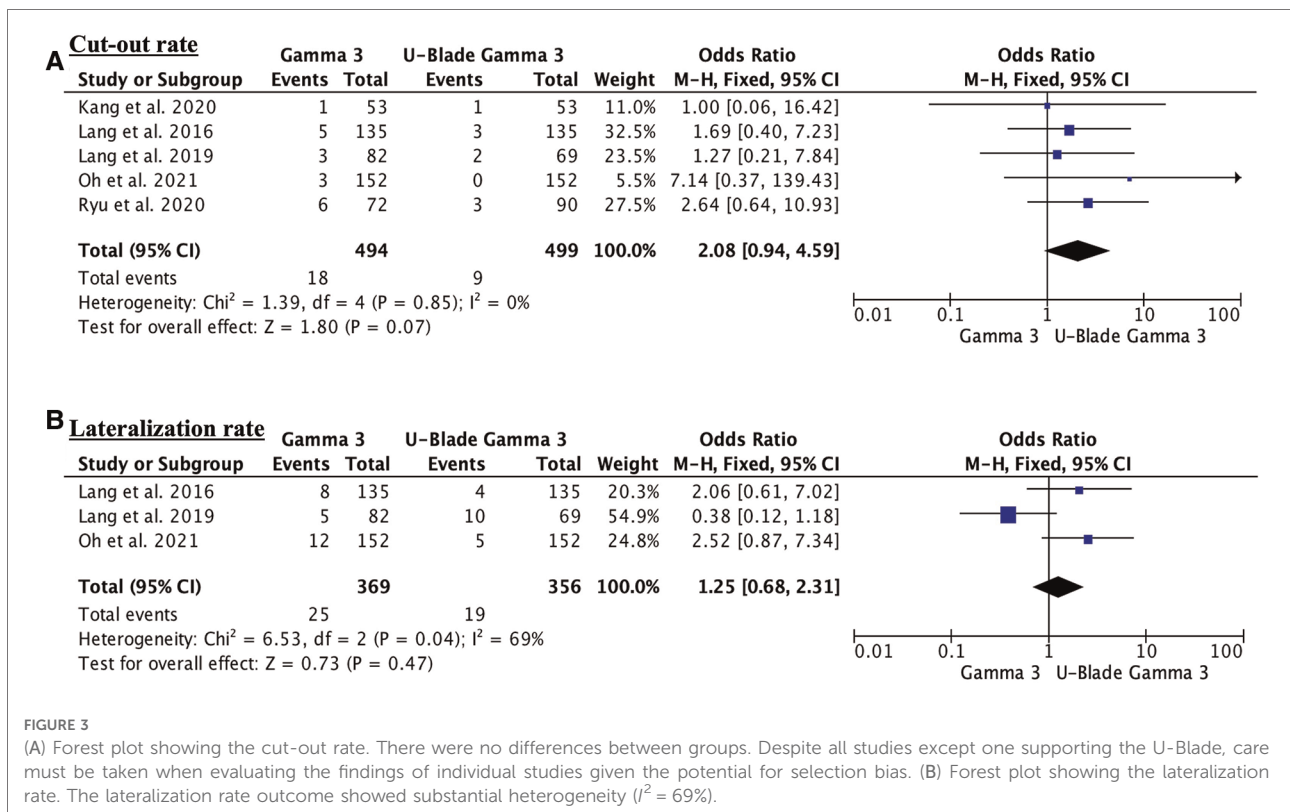 A Cut-out rate
Gamma 3 U-Blade Gamma 3 Odds Ratio Odds Ratio
Study or Subgroup Events Total Events Total Weight M-H, Fixed, 95% CI M-H, Fixed, 95% CI
Kang et al. 2020 1 53 1 53 11.0% 1.00 [0.06, 16.42]
Lang et al. 2016 5 135 3 135 32.5% 1.69 [0.40, 7.23]
Lang et al. 2019 3 82 2 69 23.5% 1.27 [0.21, 7.84]
Oh et al. 2021 3 152 0 152 5.5% 7.14 [0.37, 139.43]
Ryu et al. 2020 6 72 3 90 27.5% 2.64 [0.64, 10.93]
Total (95% CI) 494 499 100.0% 2.08 [0.94, 4.59]
Total events 18 9
Heterogeneity: Chi² = 1.39, df = 4 (P = 0.85); I² = 0%
Test for overall effect: Z = 1.80 (P = 0.07)
0.01 0.1 1 10 100
Gamma 3 U-Blade Gamma 3
B Lateralization rate
Gamma 3 U-Blade Gamma 3 Odds Ratio Odds Ratio
Study or Subgroup Events Total Events Total Weight M-H, Fixed, 95% CI M-H, Fixed, 95% CI
Lang et al. 2016 8 135 4 135 20.3% 2.06 [0.61, 7.02]
Lang et al. 2019 5 82 10 69 54.9% 0.38 [0.12, 1.18]
Oh et al. 2021 12 152 5 152 24.8% 2.52 [0.87, 7.34]
Total (95% CI) 369 356 100.0% 1.25 [0.68, 2.31]
Total events 25 19
Heterogeneity: Chi² = 6.53, df = 2 (P = 0.04); I² = 69%
Test for overall effect: Z = 0.73 (P = 0.47)
0.01 0.1 1 10 100
Gamma 3 U-Blade Gamma 3
FIGURE 3
(A) Forest plot showing the cut-out rate. There were no differences between groups. Despite all studies except one supporting the U-Blade, care
must be taken when evaluating the findings of individual studies given the potential for selection bias. (B) Forest plot showing the lateralization
rate. The lateralization rate outcome showed substantial heterogeneity (I² = 69%).